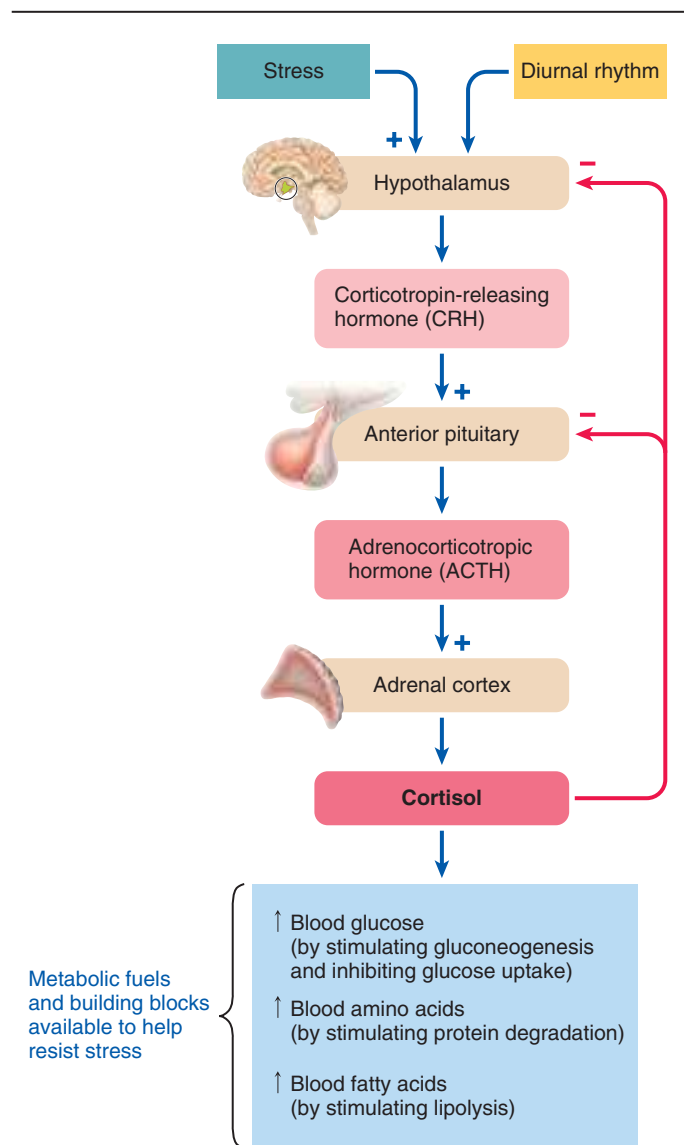 Stress
Diurnal rhythm
+
–
Hypothalamus
Corticotropin-releasing
hormone (CRH)
+
–
Anterior pituitary
Adrenocorticotropic
hormone (ACTH)
+
Adrenal cortex
Cortisol
Metabolic fuels
and building blocks
available to help
resist stress
↑ Blood glucose
(by stimulating gluconeogenesis
and inhibiting glucose uptake)
↑ Blood amino acids
(by stimulating protein degradation)
↑ Blood fatty acids
(by stimulating lipolysis)